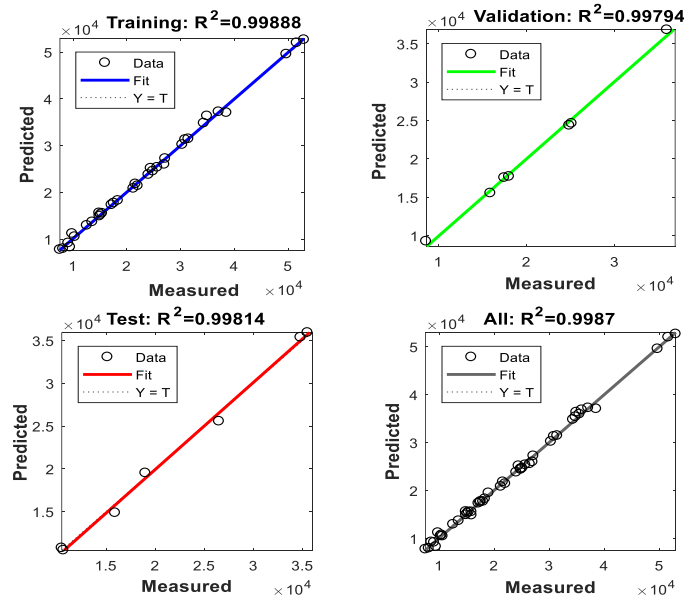 Training: R²=0.99888
×10⁴
5
4
3
2
1
Predicted
Data
Fit
Y = T
1 2 3 4 5
Measured ×10⁴
Validation: R²=0.99794
×10⁴
3.5
2.5
1.5
1
Predicted
Data
Fit
Y = T
1 2 3
Measured ×10⁴
Test: R²=0.99814
×10⁴
3.5
3
2.5
2
1.5
Predicted
Data
Fit
Y = T
1.5 2 2.5 3 3.5
Measured
×10⁴
All: R²=0.9987
×10⁴
5
4
3
2
1
Predicted
Data
Fit
Y = T
1 2 3 4 5
Measured
×10⁴